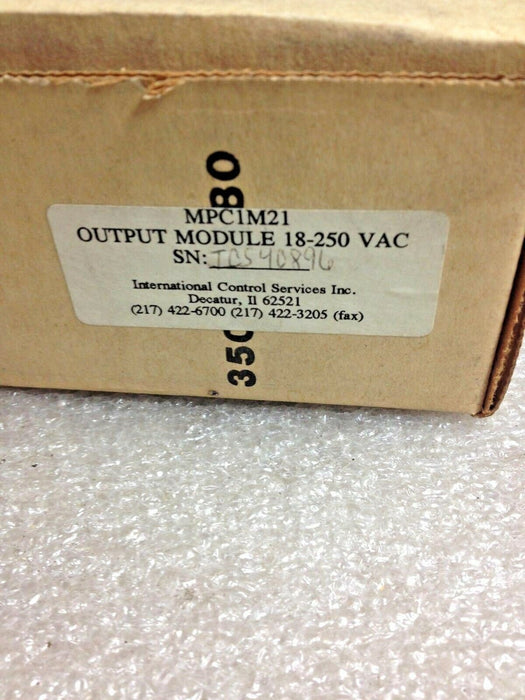 MPC1M21
OUTPUT MODULE 18-250 VAC
SN: ICS40896
International Control Services Inc.
Decatur, Il 62521
(217) 422-6700 (217) 422-3205 (fax)